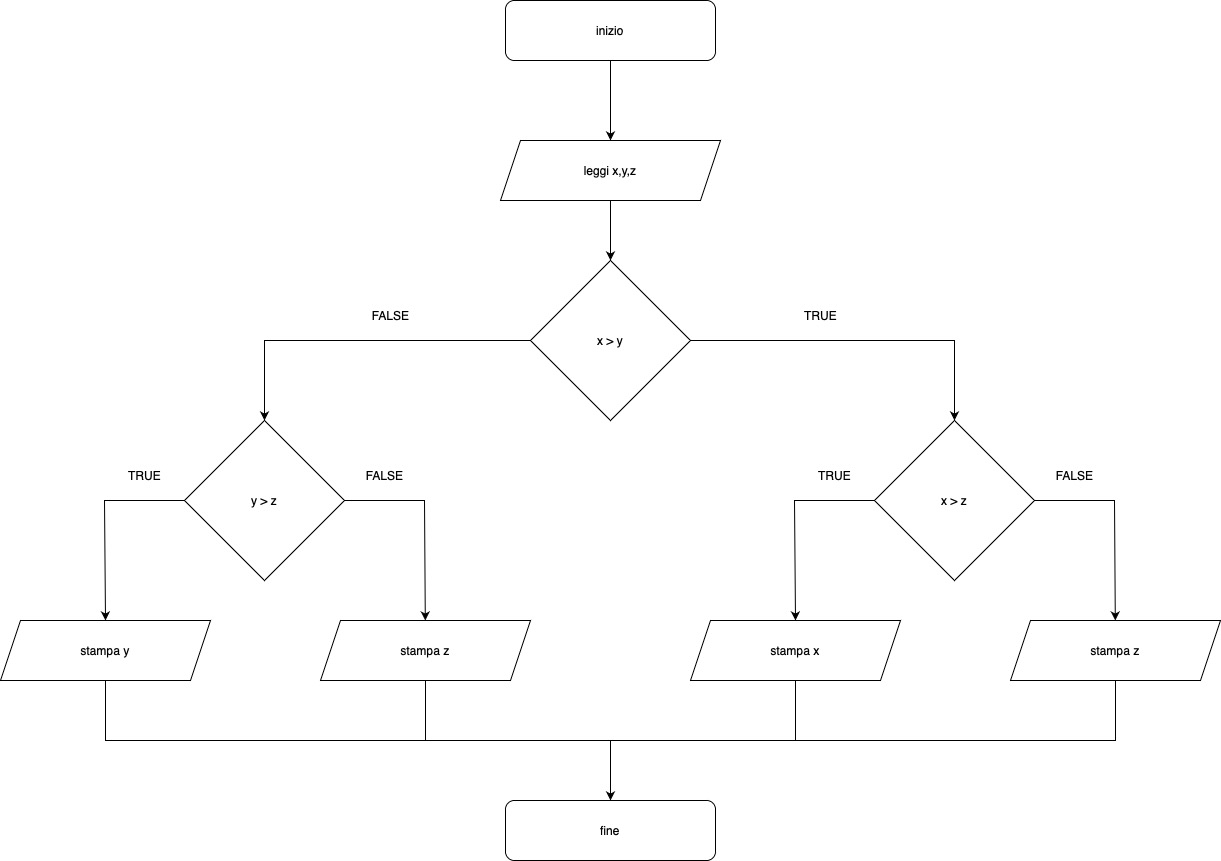 inizio
leggi x,y,z
FALSE
TRUE
x > y
TRUE
FALSE
TRUE
FALSE
y > z
x > z
stampa y
stampa z
stampa x
stampa z
fine